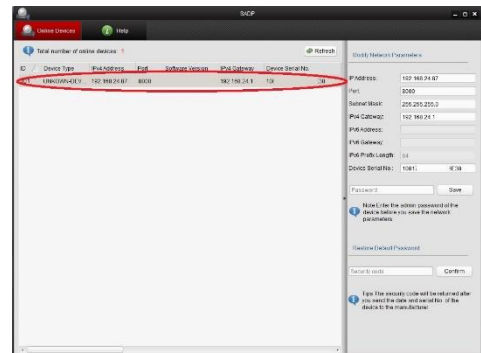 SADP
Online Devices
Help
Total number of online devices: 1
Refresh
ID / Device Type IPv4 Address Port Software Version IPv4 Gateway Device Serial No.
UNKOWN-DEV.. 192.168.24.87 8000 192.168.24.1
Modify Network Parameters
IP Address: 192.168.24.87
Port: 8000
Subnet Mask: 255.255.255.0
IPv4 Gateway: 192.168.24.1
IPv6 Address:
IPv6 Gateway:
IPv6 Prefix Length: 64
Device Serial No.:
Password Save
Note:Enter the admin password of the
device before you save the network
parameters.
Restore Default Password
Security code Confirm
Tips:The security code will be returned after
you send the date and serial No. of the
device to the manufacturer